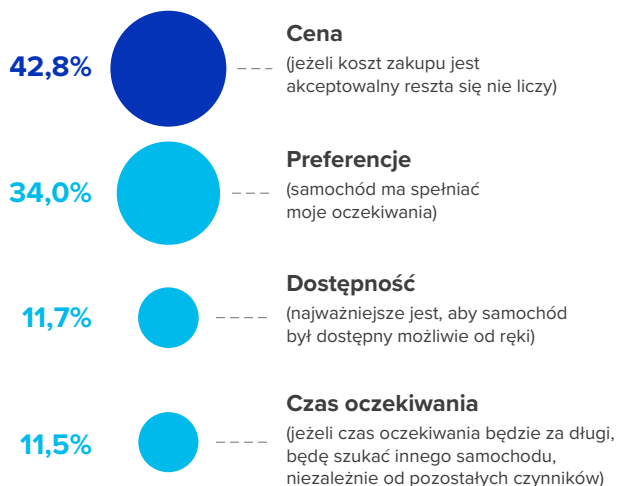 42,8%
Cena
(jeżeli koszt zakupu jest
akceptowalny reszta się nie liczy)
34,0%
Preferencje
(samochód ma spełniać
moje oczekiwania)
11,7%
Dostępność
(najważniejsze jest, aby samochód
był dostępny możliwie od ręki)
11,5%
Czas oczekiwania
(jeżeli czas oczekiwania będzie za długi,
będę szukać innego samochodu,
niezależnie od pozostałych czynników)